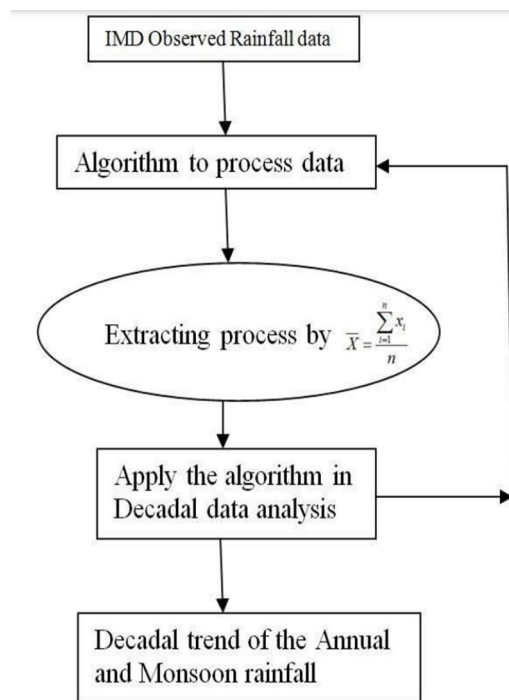 IMD Observed Rainfall data
Algorithm to process data
Extracting process by X̄ = ∑ᵢ₌₁ⁿ xᵢ / n
Apply the algorithm in
Decadal data analysis
Decadal trend of the Annual
and Monsoon rainfall